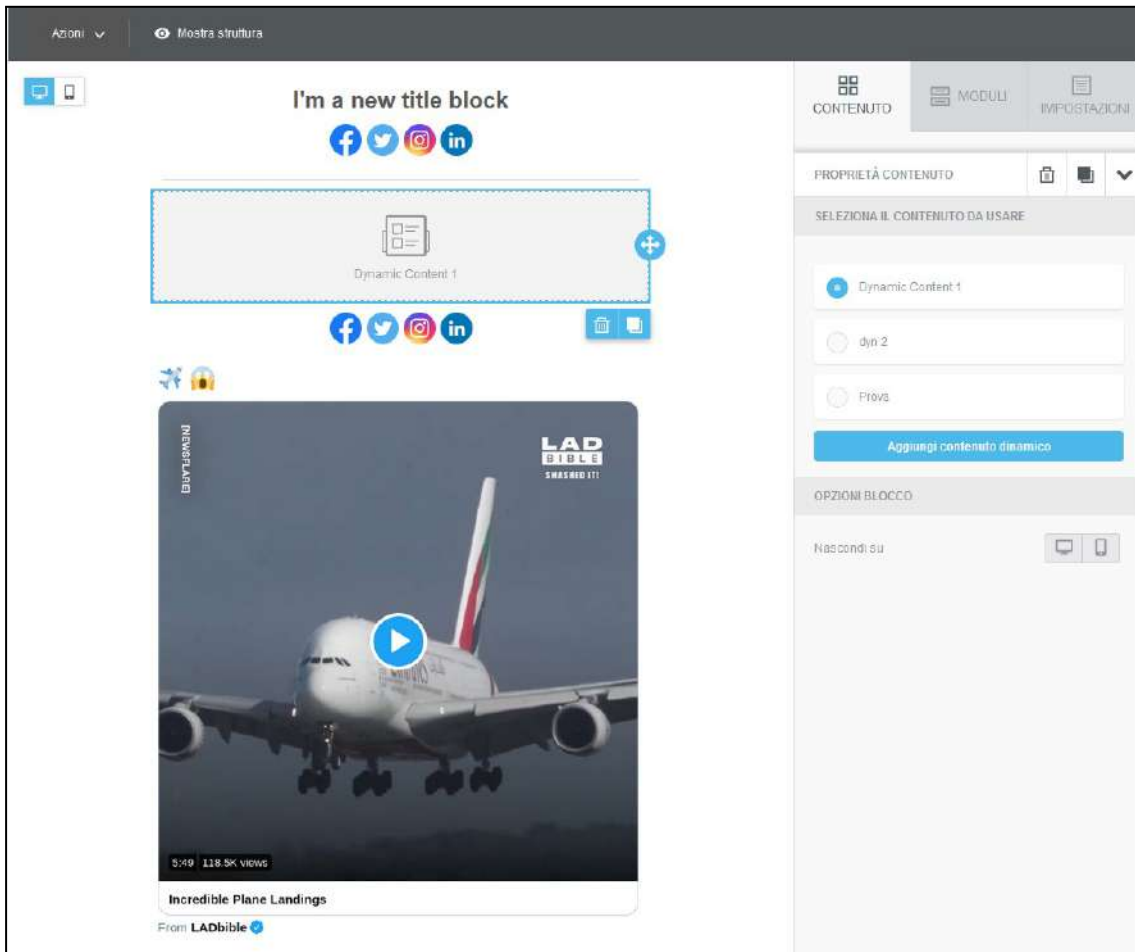 Azioni
Mostra struttura
I'm a new title block
CONTENUTO
MODULI
IMPOSTAZIONI
PROPRIETÀ CONTENUTO
SELEZIONA IL CONTENUTO DA USARE
Dynamic Content 1
Dynamic Content 1
dyn 2
Prova
Aggiungi contenuto dinamico
OPZIONI BLOCCO
Nascondi su
[NEWSFLARE]
LAD
BIBLE
SMASHED IT!
5:49 118.5K views
Incredible Plane Landings
From LADbible